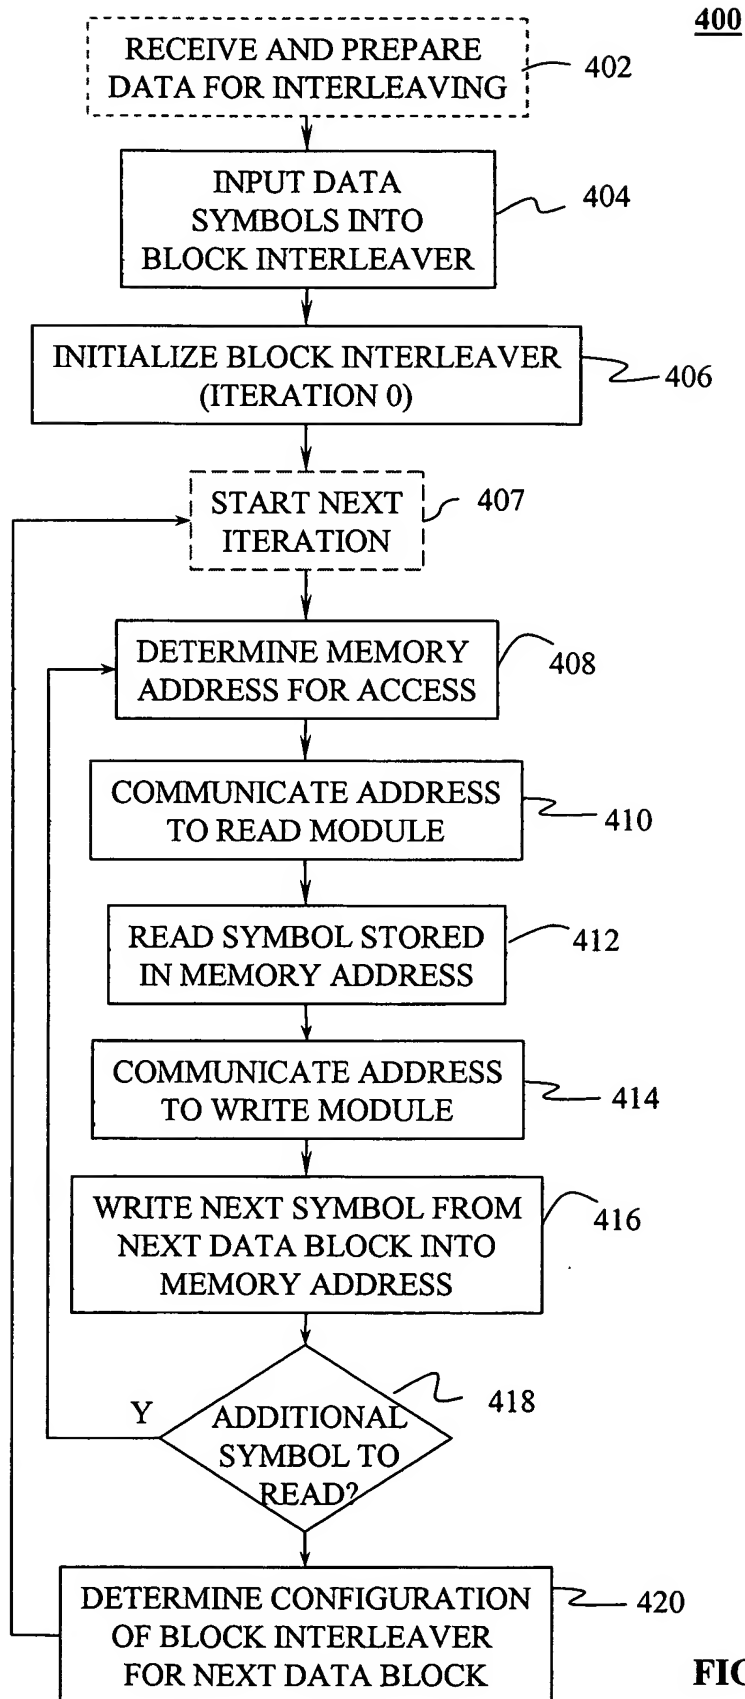 400
RECEIVE AND PREPARE
DATA FOR INTERLEAVING
402
INPUT DATA
SYMBOLS INTO
BLOCK INTERLEAVER
404
INITIALIZE BLOCK INTERLEAVER
(ITERATION 0)
406
START NEXT
ITERATION
407
DETERMINE MEMORY
ADDRESS FOR ACCESS
408
COMMUNICATE ADDRESS
TO READ MODULE
410
READ SYMBOL STORED
IN MEMORY ADDRESS
412
COMMUNICATE ADDRESS
TO WRITE MODULE
414
WRITE NEXT SYMBOL FROM
NEXT DATA BLOCK INTO
MEMORY ADDRESS
416
Y
ADDITIONAL
SYMBOL TO
READ?
418
DETERMINE CONFIGURATION
OF BLOCK INTERLEAVER
FOR NEXT DATA BLOCK
420